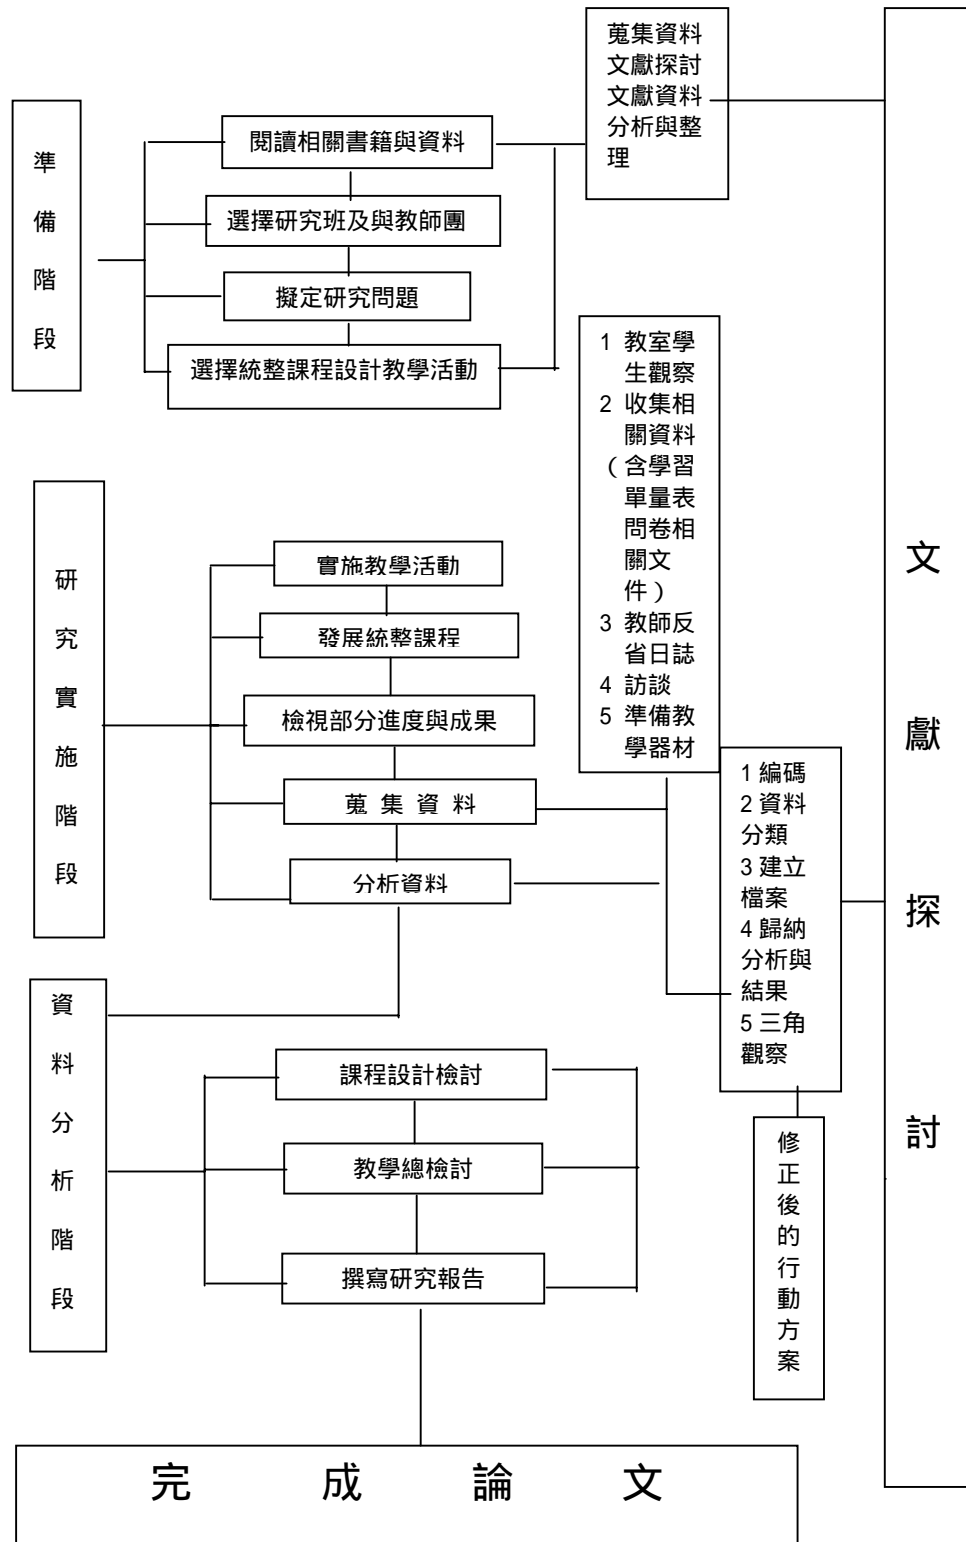 蒐集資料
文獻探討
文獻資料
分析與整
理
準備階段
閱讀相關書籍與資料
選擇研究班及與教師團
擬定研究問題
選擇統整課程設計教學活動
1 教室學
生觀察
2 收集相
關資料
（含學習
單量表
問卷相
關文
件）
3 教師反
省日誌
4 訪談
5 準備教
學器材
研究實施階段
實施教學活動
發展統整課程
檢視部分進度與成果
蒐 集 資 料
分析資料
1 編碼
2 資料
分類
3 建立
檔案
4 歸納
分析與
結果
5 三角
觀察
文獻探討
資料分析階段
課程設計檢討
教學總檢討
撰寫研究報告
修正後的行動方案
完 成 論 文